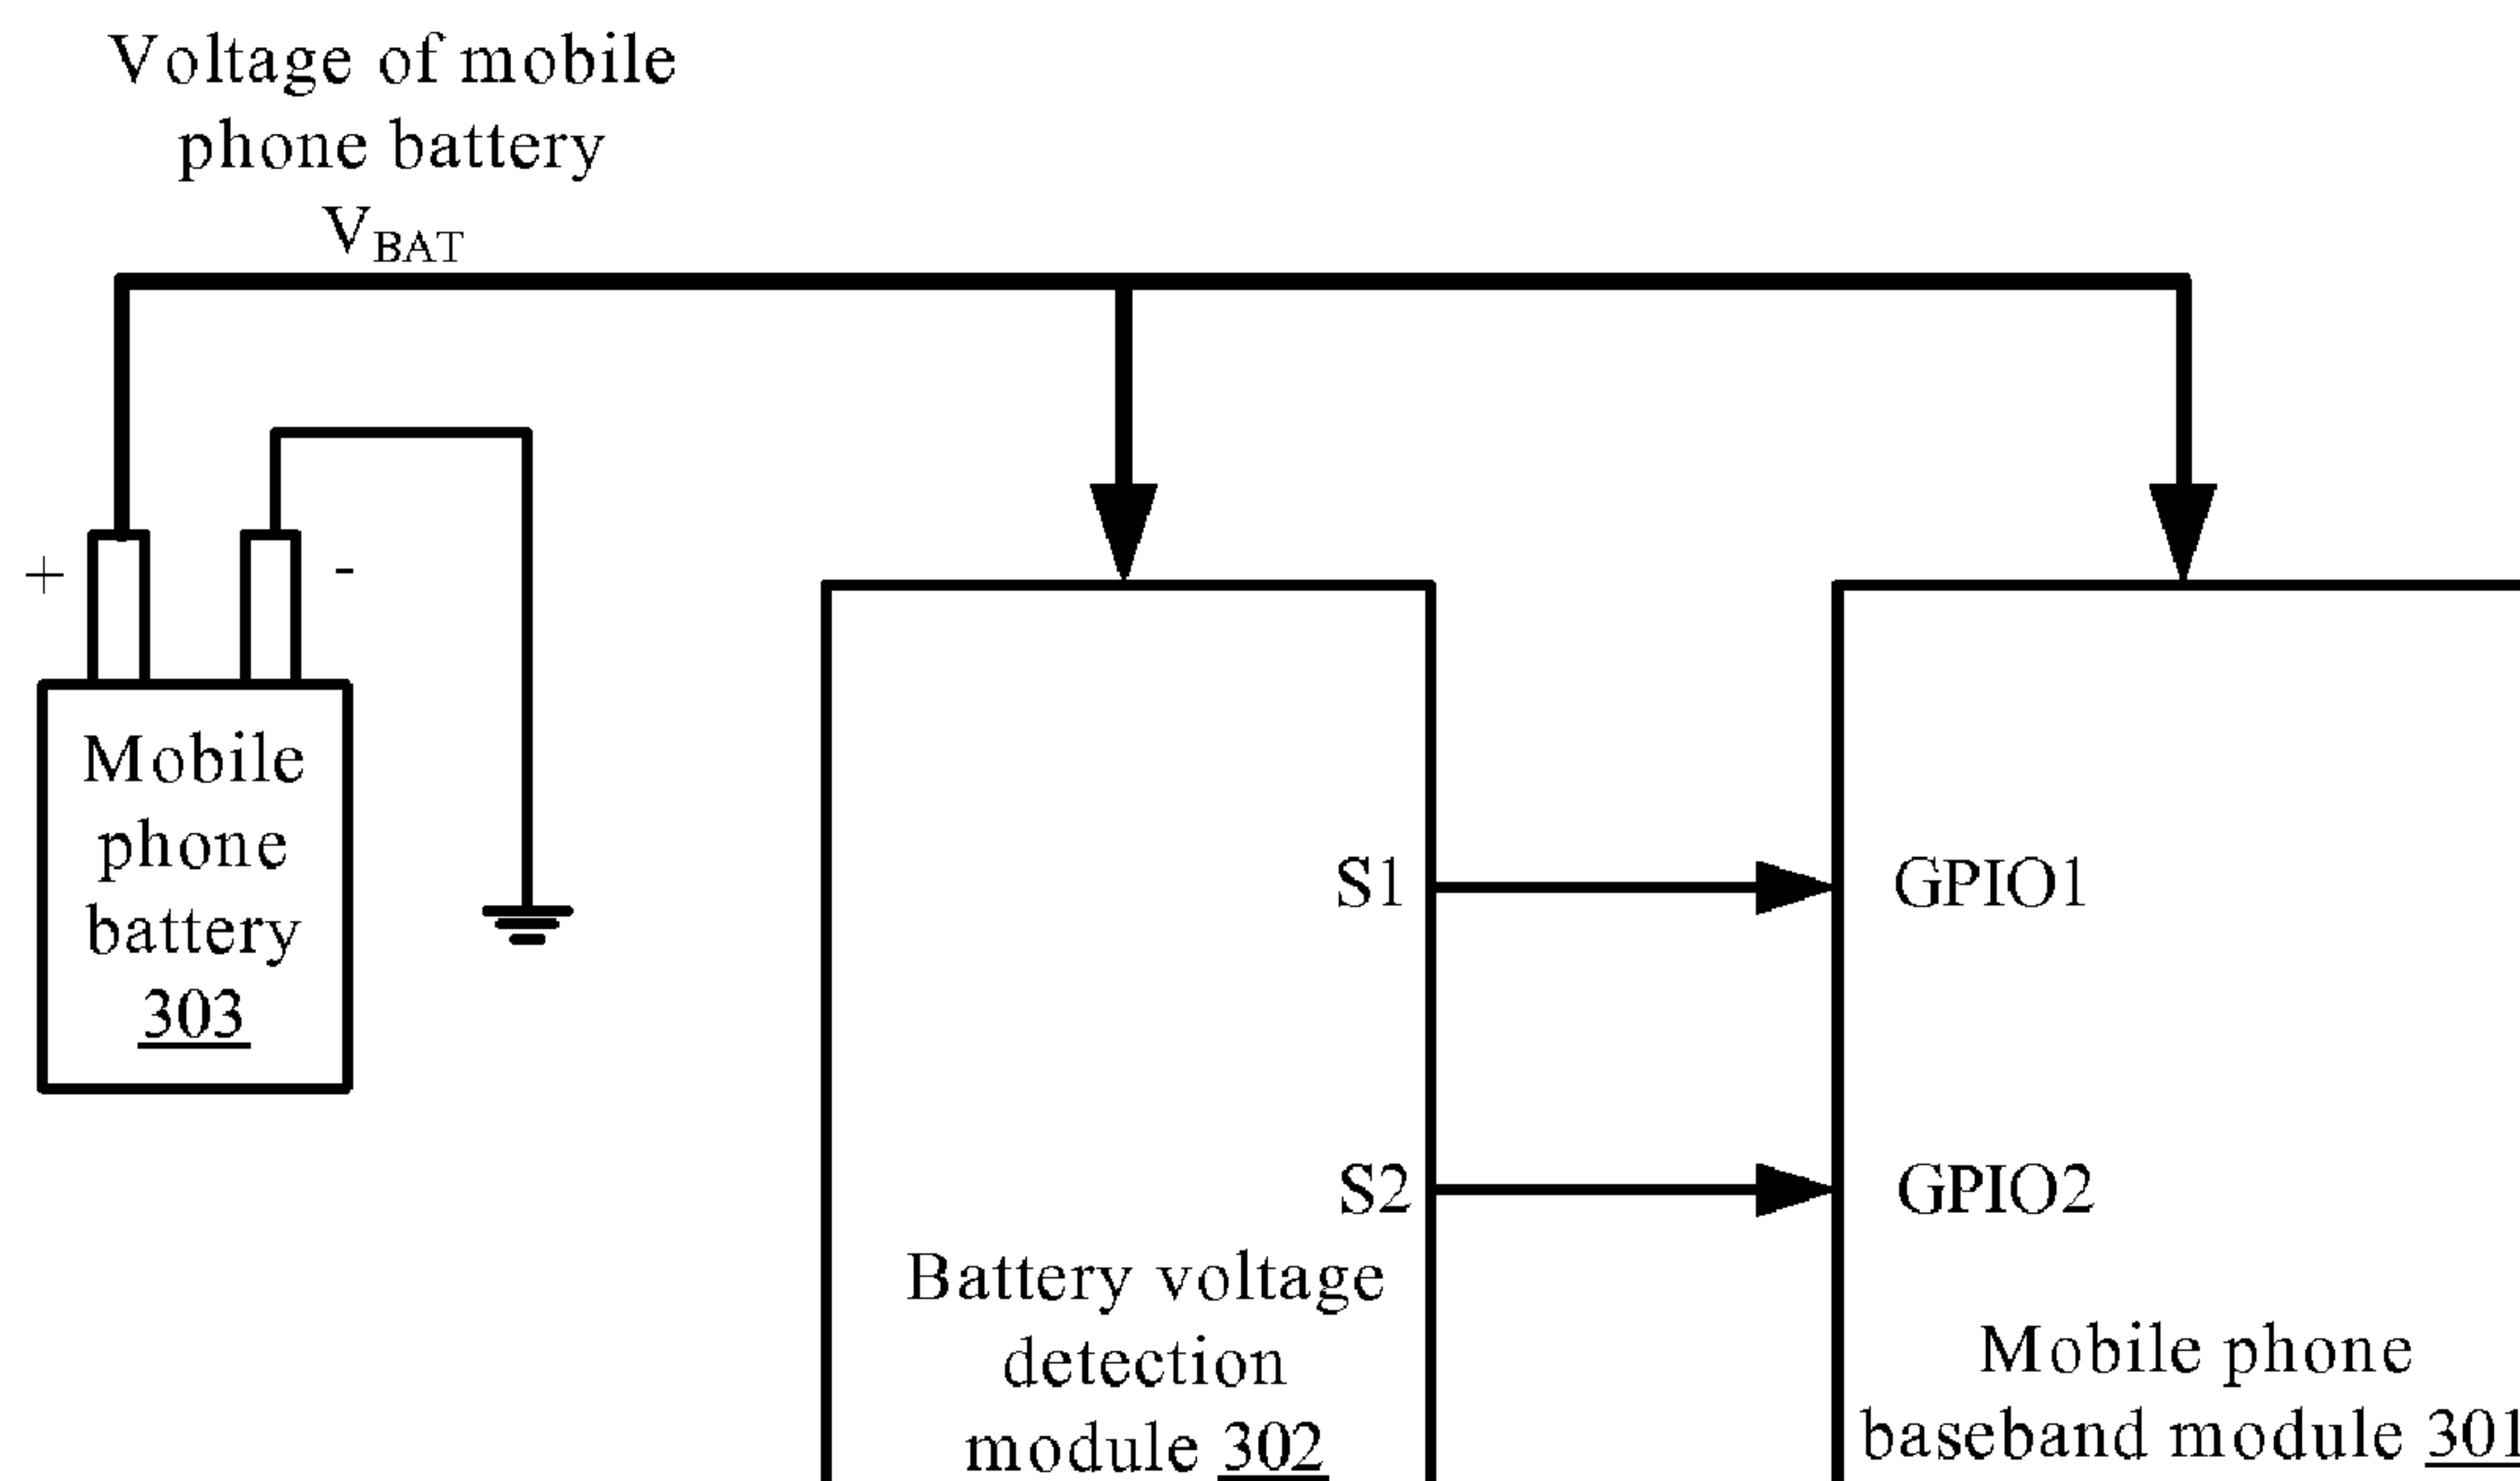 Voltage of mobile
phone battery
VBAT
+
-
Mobile
phone
battery
303
S1
GPIO1
S2
GPIO2
Battery voltage
detection
module 302
Mobile phone
baseband module 301